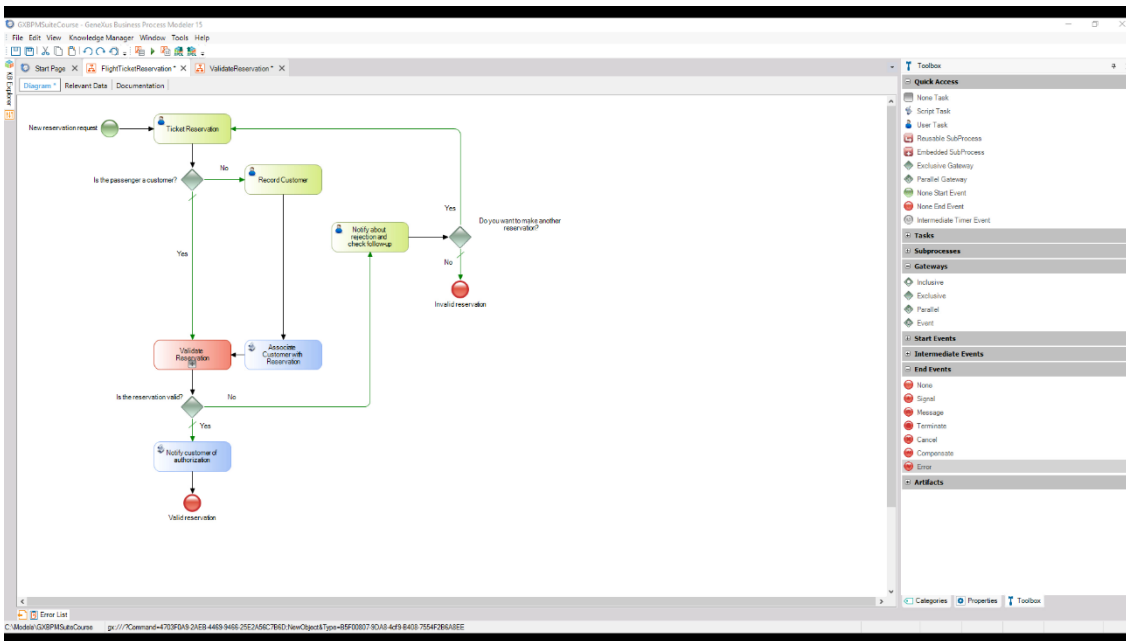 GXBPMSuiteCourse - GeneXus Business Process Modeler 15
File Edit View Knowledge Manager Window Tools Help
Start Page X FlightTicketReservation * X ValidateReservation * X
Diagram * Relevant Data Documentation
KB Explorer
New reservation request
Ticket Reservation
Is the passenger a customer?
No
Record Customer
Yes
Notify about
rejection and
check follow-up
Yes
Do you want to make another
reservation?
No
Invalid reservation
Validate
Reservation
Associate
Customer with
Reservation
Is the reservation valid?
No
Yes
Notify customer of
authorization
Valid reservation
Toolbox
Quick Access
None Task
Script Task
User Task
Reusable SubProcess
Embedded SubProcess
Exclusive Gateway
Parallel Gateway
None Start Event
None End Event
Intermediate Timer Event
Tasks
Subprocesses
Gateways
Inclusive
Exclusive
Parallel
Event
Start Events
Intermediate Events
End Events
None
Signal
Message
Terminate
Cancel
Compensate
Error
Artifacts
Categories Properties Toolbox
Error List
C:\Models\GXBPMSuiteCourse